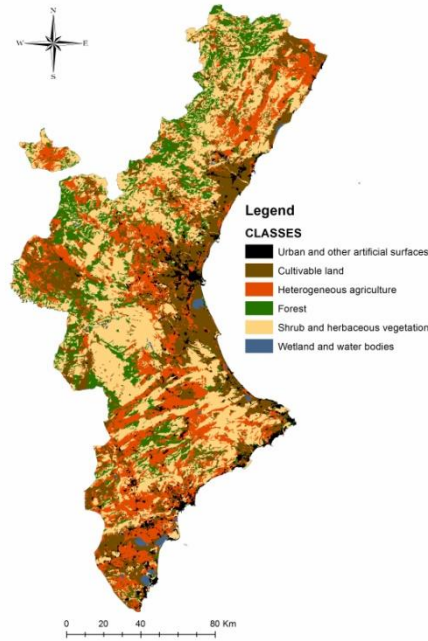 N
W E
S
Legend
CLASSES
Urban and other artificial surfaces
Cultivable land
Heterogeneous agriculture
Forest
Shrub and herbaceous vegetation
Wetland and water bodies
0 20 40 80 Km